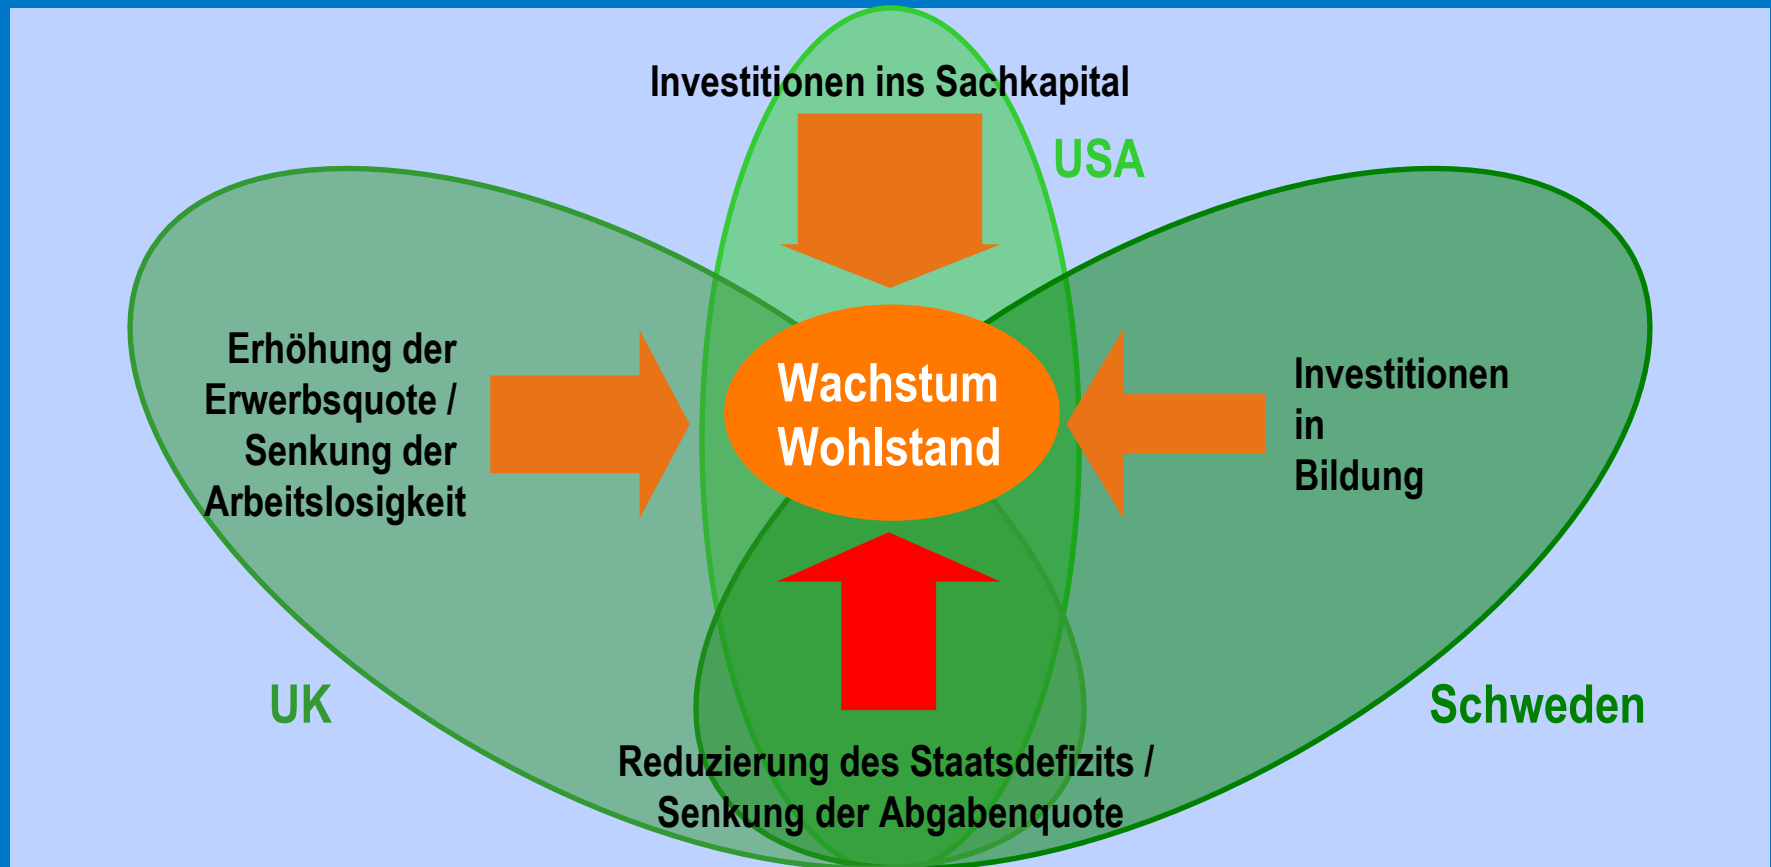 Investitionen ins Sachkapital
USA
Erhöhung der
Erwerbsquote /
Senkung der
Arbeitslosigkeit
Wachstum
Wohlstand
Investitionen
in
Bildung
UK
Schweden
Reduzierung des Staatsdefizits /
Senkung der Abgabenquote